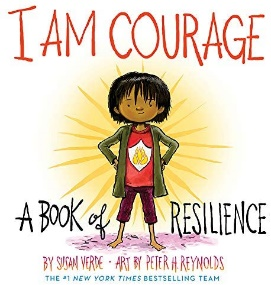 I AM COURAGE
A BOOK of RESILIENCE
BY SUSAN VERDE • ART BY PETER H. REYNOLDS
THE #1 NEW YORK TIMES BESTSELLING TEAM